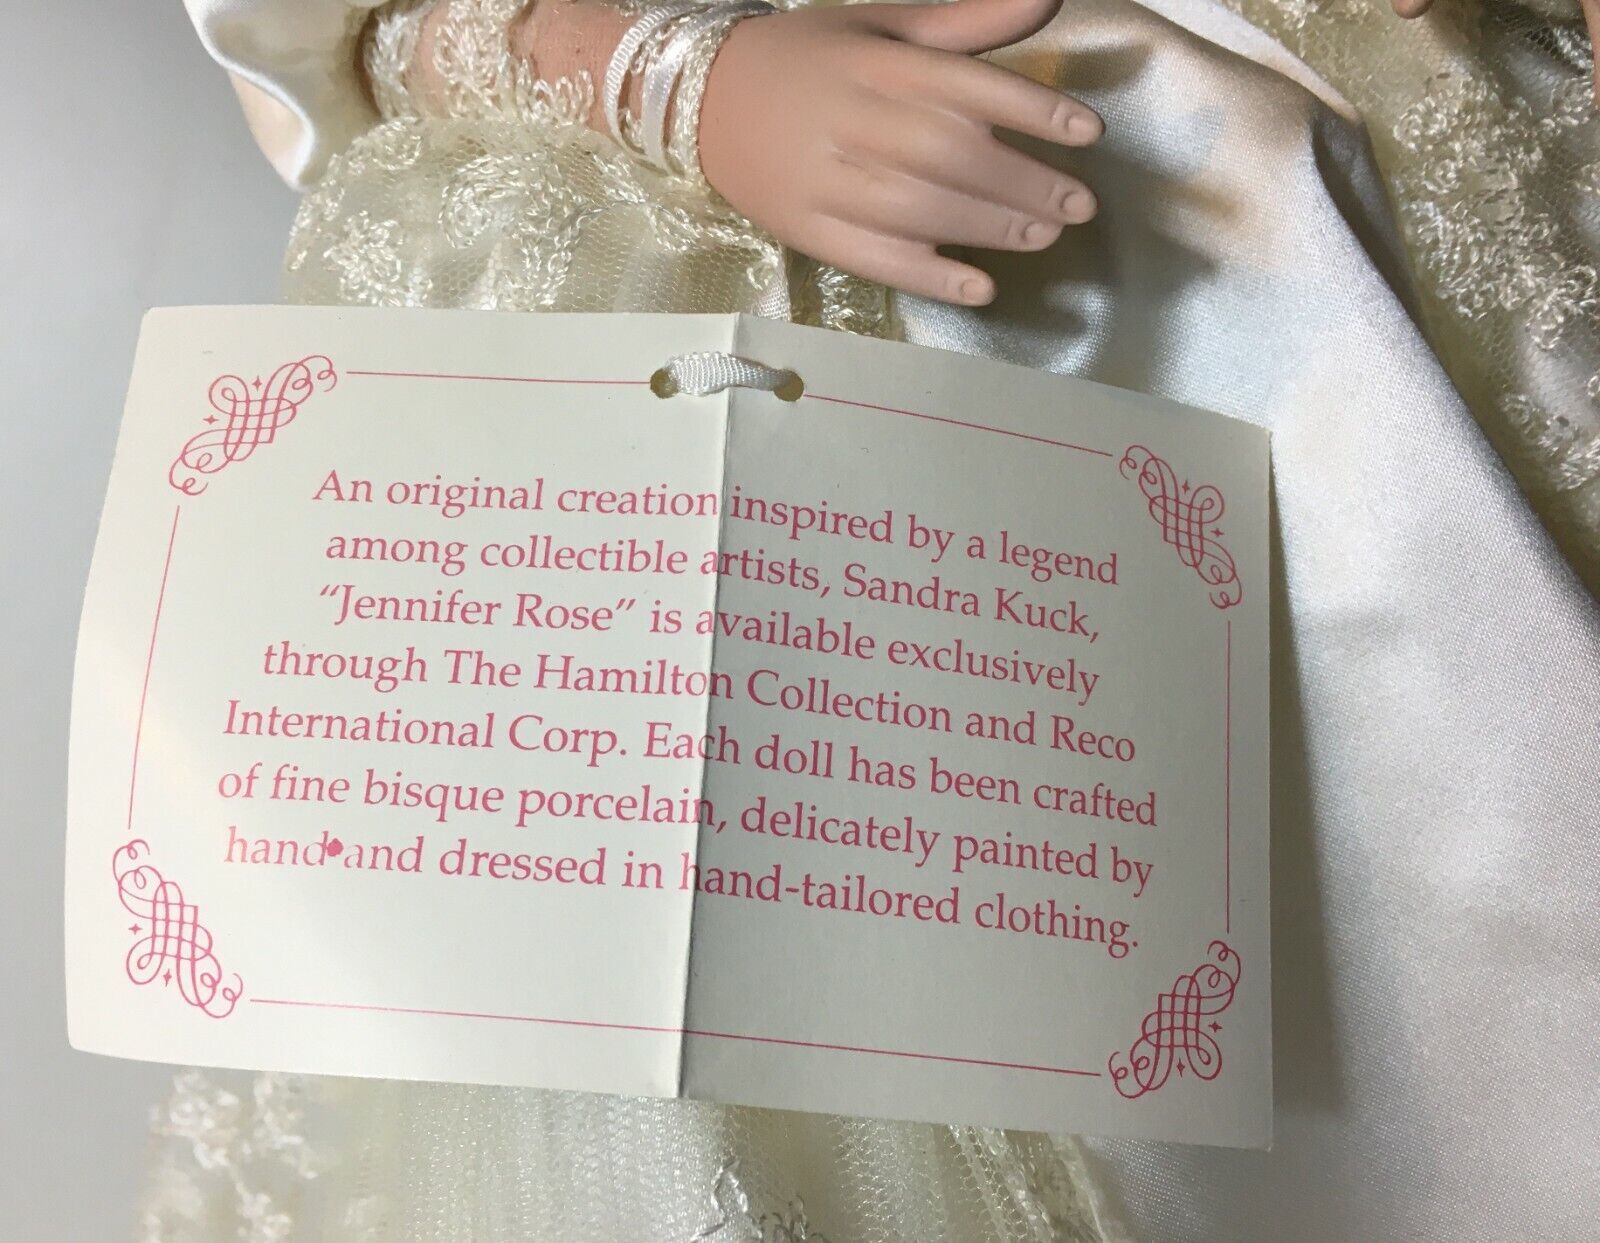 An original creation inspired by a legend
among collectible artists, Sandra Kuck,
“Jennifer Rose” is available exclusively
through The Hamilton Collection and Reco
International Corp. Each doll has been crafted
of fine bisque porcelain, delicately painted by
hand and dressed in hand-tailored clothing.